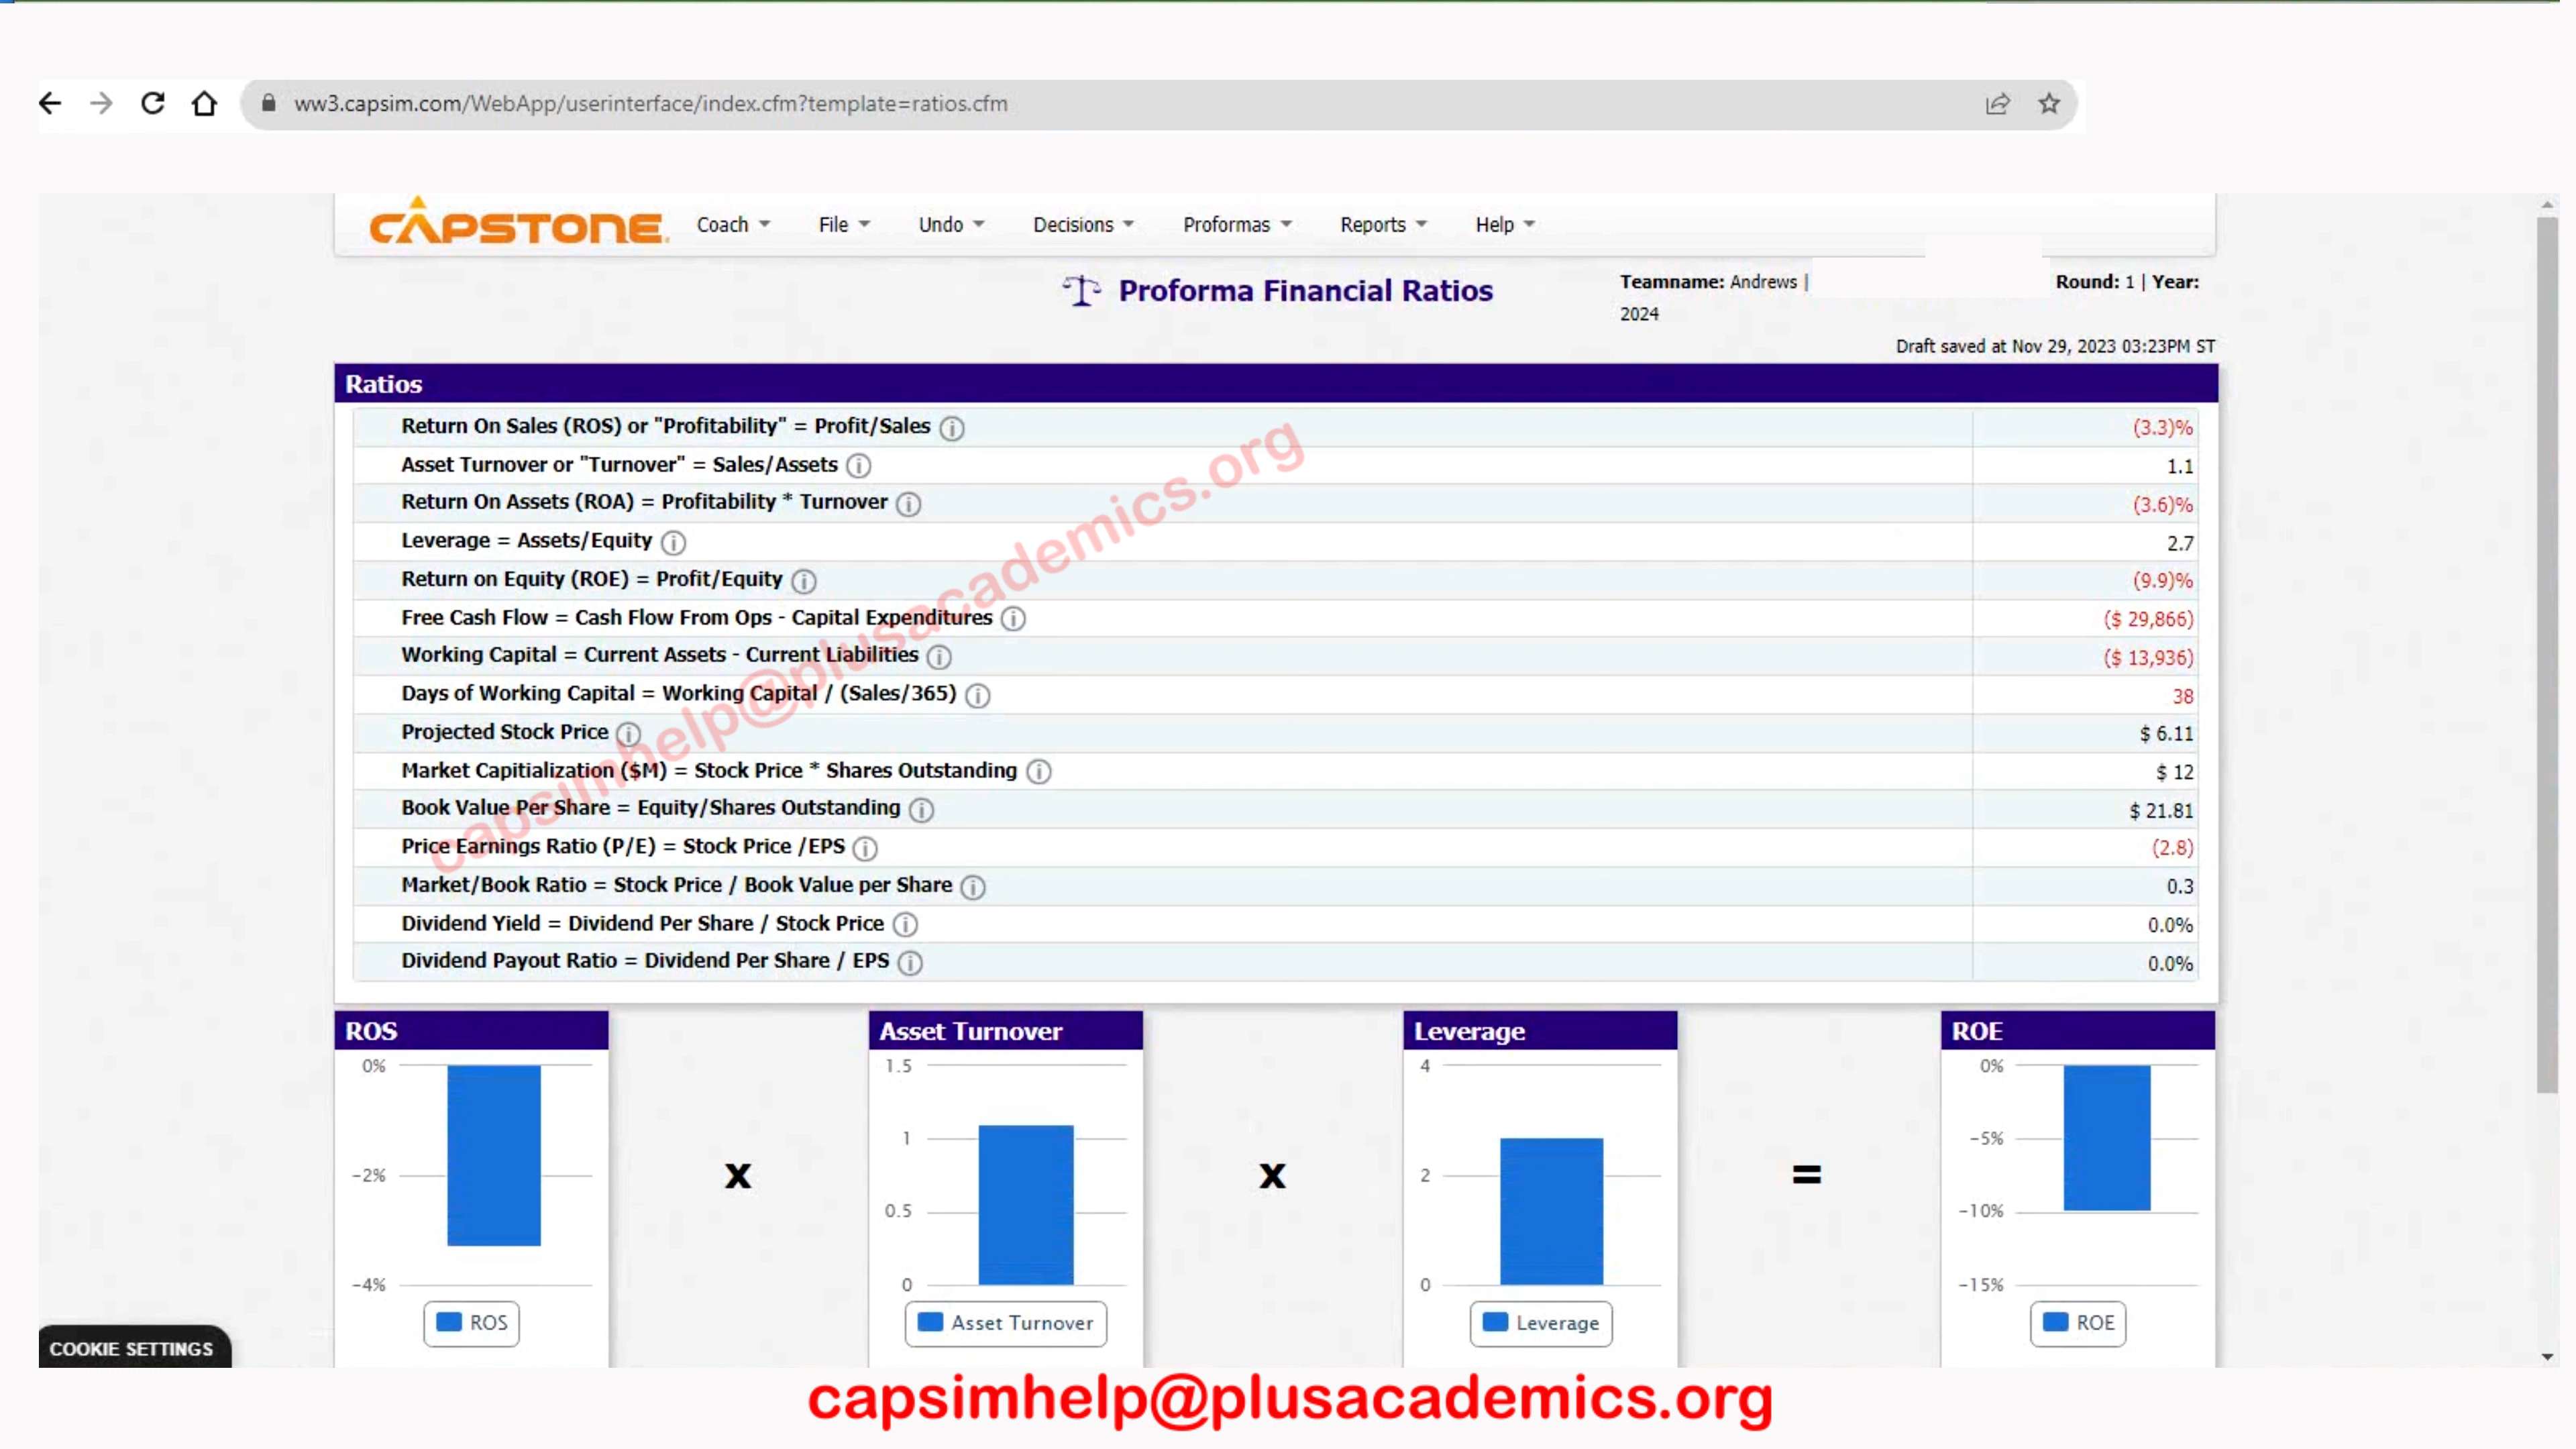 ww3.capsim.com/WebApp/userinterface/index.cfm?template=ratios.cfm
CAPSTONE. Coach File Undo Decisions Proformas Reports Help
Proforma Financial Ratios
Teamname: Andrews | Round: 1 | Year:
2024
Draft saved at Nov 29, 2023 03:23PM ST
Ratios
Return On Sales (ROS) or "Profitability" = Profit/Sales (3.3)%
Asset Turnover or "Turnover" = Sales/Assets 1.1
Return On Assets (ROA) = Profitability * Turnover (3.6)%
Leverage = Assets/Equity 2.7
Return on Equity (ROE) = Profit/Equity (9.9)%
Free Cash Flow = Cash Flow From Ops - Capital Expenditures ($ 29,866)
Working Capital = Current Assets - Current Liabilities ($ 13,936)
Days of Working Capital = Working Capital / (Sales/365) 38
Projected Stock Price $ 6.11
Market Capitialization ($M) = Stock Price * Shares Outstanding $ 12
Book Value Per Share = Equity/Shares Outstanding $ 21.81
Price Earnings Ratio (P/E) = Stock Price /EPS (2.8)
Market/Book Ratio = Stock Price / Book Value per Share 0.3
Dividend Yield = Dividend Per Share / Stock Price 0.0%
Dividend Payout Ratio = Dividend Per Share / EPS 0.0%
capsimhelp@plusacademics.org
ROS
0%
-2%
-4%
ROS
x
Asset Turnover
1.5
1
0.5
0
Asset Turnover
x
Leverage
4
2
0
Leverage
=
ROE
0%
-5%
-10%
-15%
ROE
COOKIE SETTINGS
capsimhelp@plusacademics.org